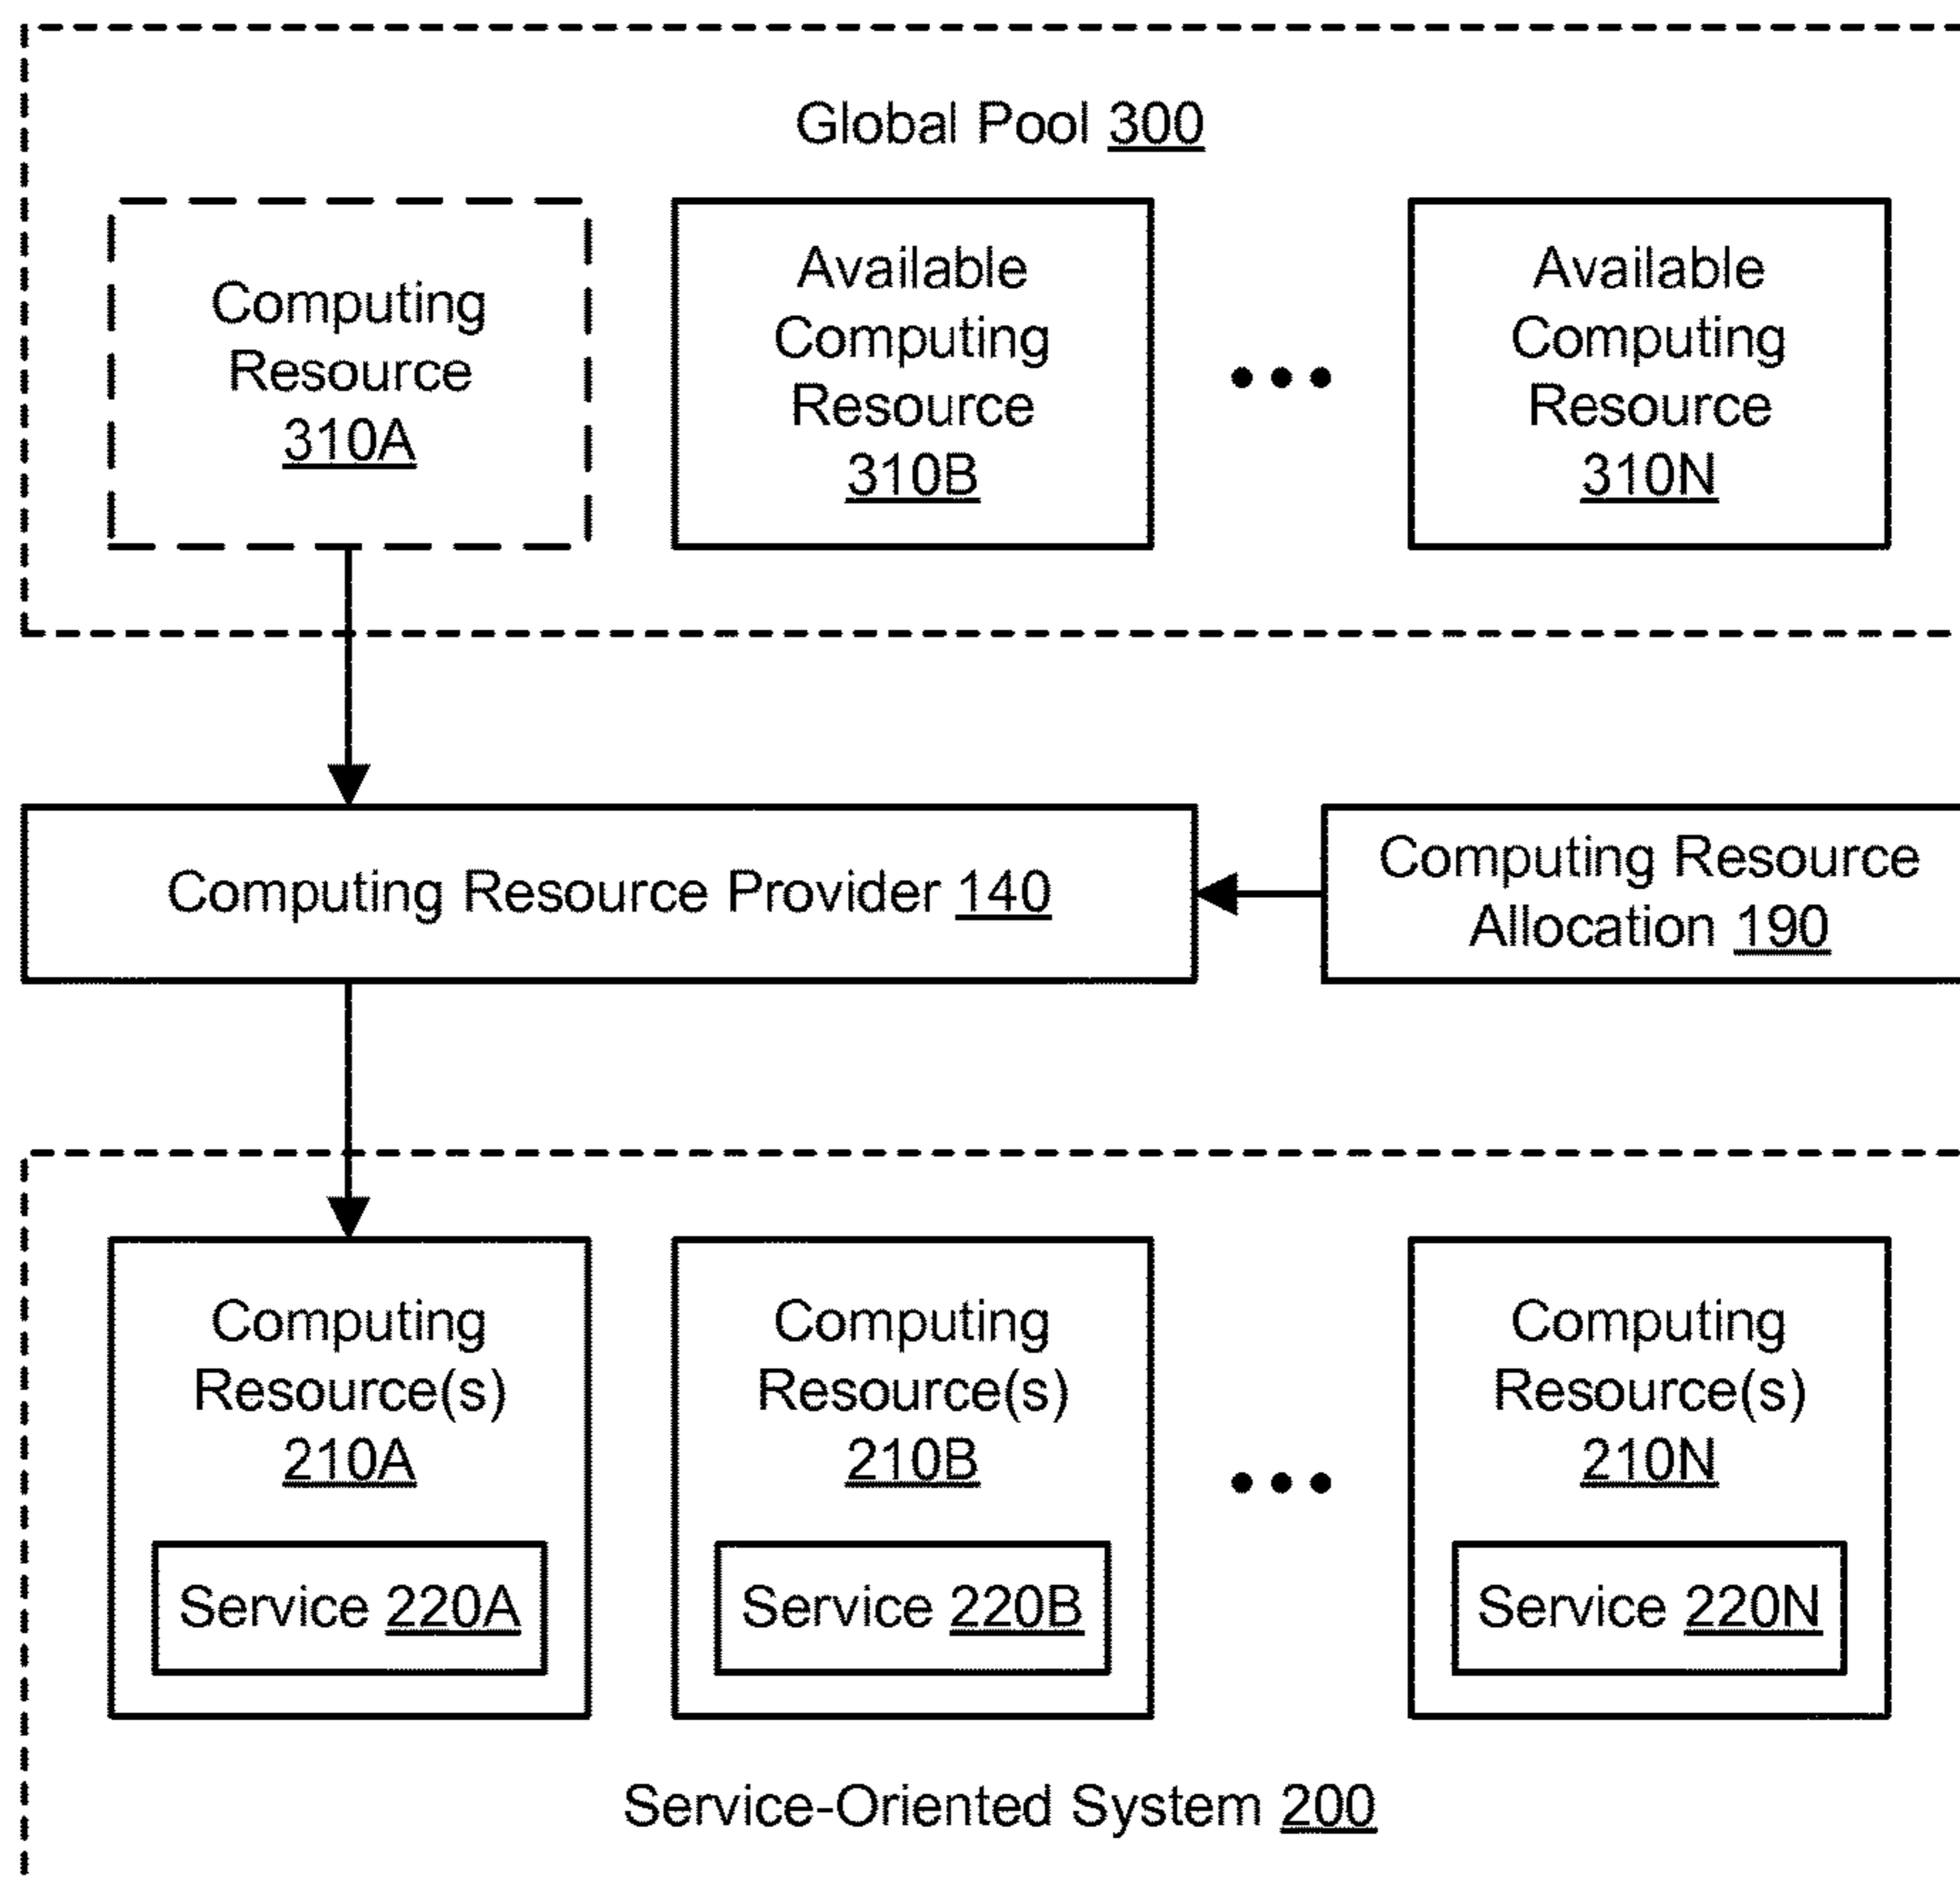 Global Pool 300
Computing
Resource
310A
Available
Computing
Resource
310B
Available
Computing
Resource
310N
Computing Resource Provider 140
Computing Resource
Allocation 190
Computing
Resource(s)
210A
Service 220A
Computing
Resource(s)
210B
Service 220B
Computing
Resource(s)
210N
Service 220N
Service-Oriented System 200